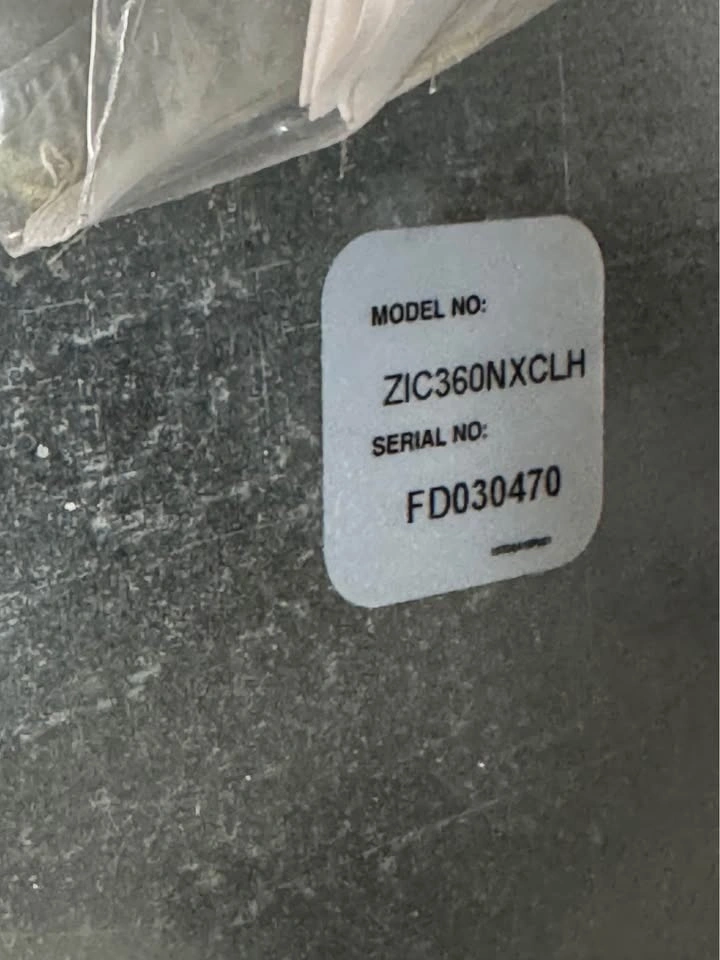 MODEL NO:
ZIC360NXCLH
SERIAL NO:
FD030470